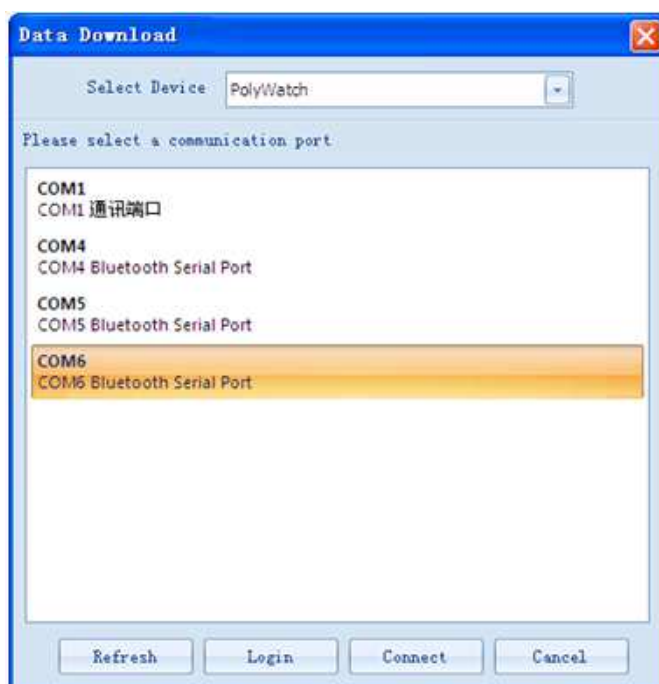 Data Download
Select Device PolyWatch
Please select a communication port
COM1
COM1 通讯端口
COM4
COM4 Bluetooth Serial Port
COM5
COM5 Bluetooth Serial Port
COM6
COM6 Bluetooth Serial Port
Refresh Login Connect Cancel